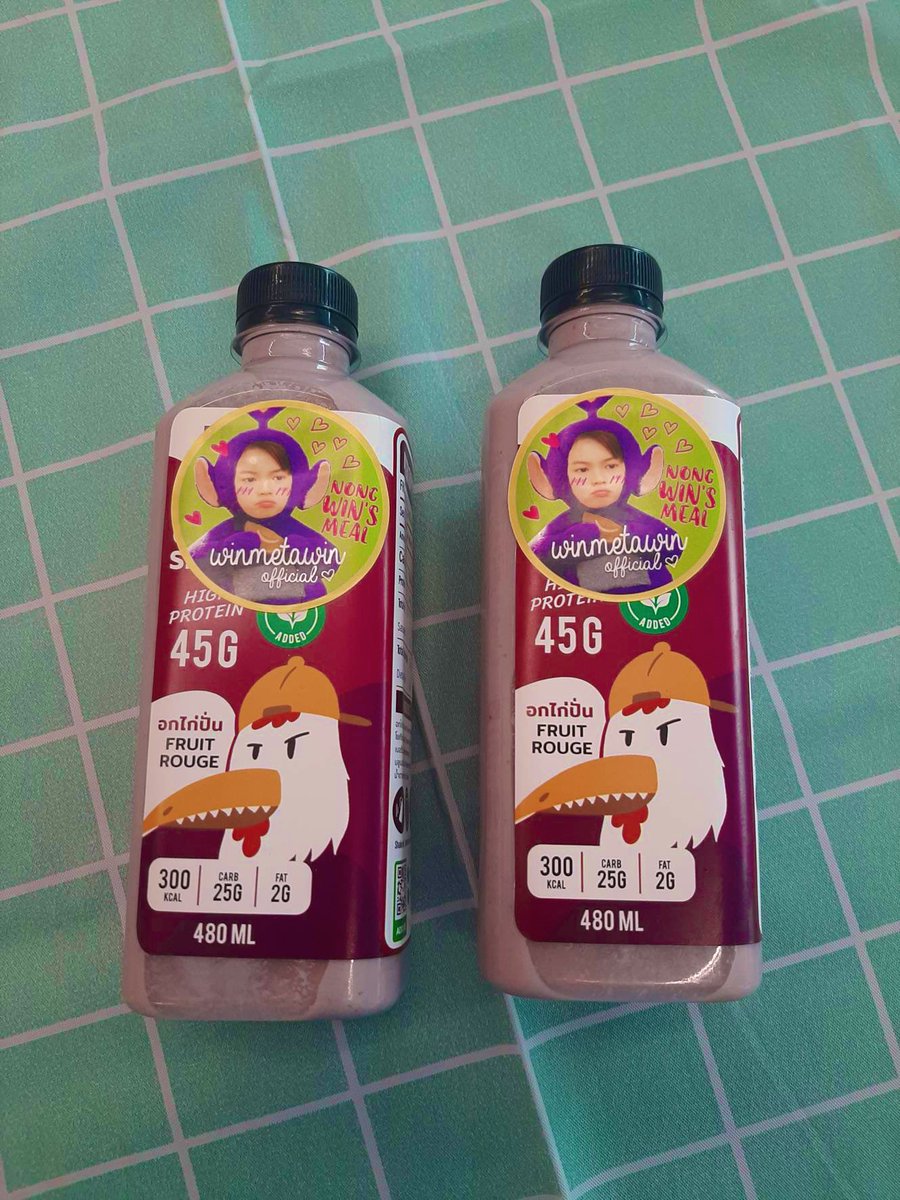 NONG
WIN'S
MEAL
winmetawin
official
HIGH
PROTEIN
45G
ADDED
อกไก่ปั่น
FRUIT
ROUGE
300
KCAL
CARB
25G
FAT
2G
480 ML
NONG
WIN'S
MEAL
winmetawin
official
PROTEIN
45G
ADDED
อกไก่ปั่น
FRUIT
ROUGE
300
KCAL
CARB
25G
FAT
2G
480 ML